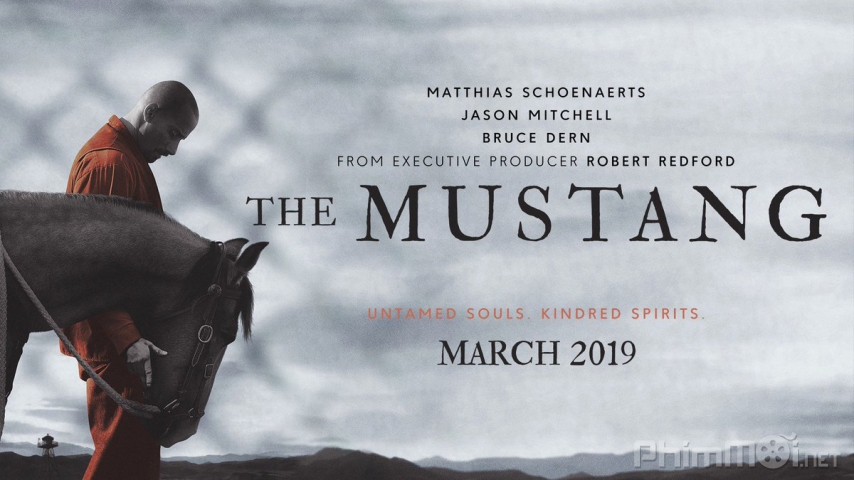 MATTHIAS SCHOENAERTS
JASON MITCHELL
BRUCE DERN
FROM EXECUTIVE PRODUCER ROBERT REDFORD
THE MUSTANG
UNTAMED SOULS. KINDRED SPIRITS.
MARCH 2019
PhimMoi.NET